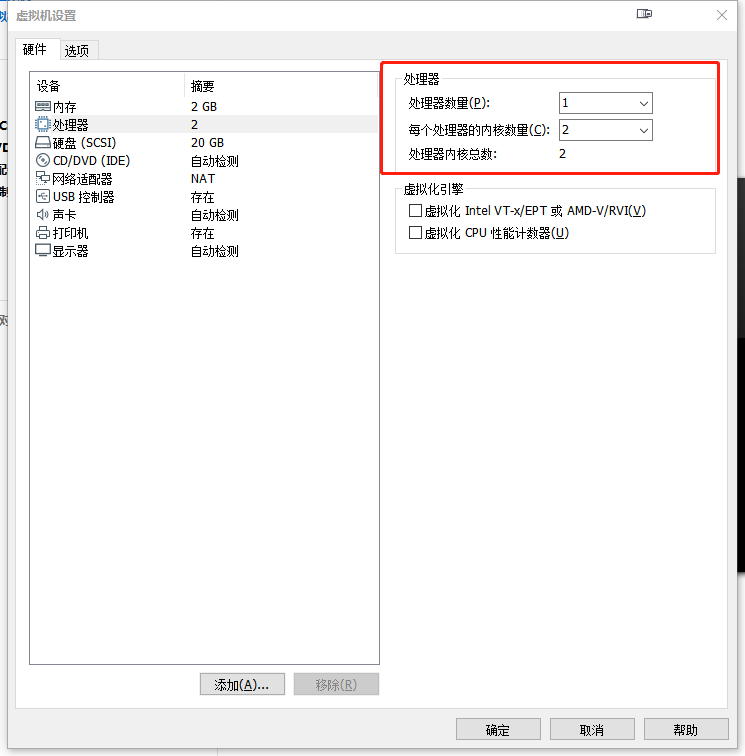 虚拟机设置
硬件 选项
设备 摘要
内存 2 GB
处理器 2
硬盘 (SCSI) 20 GB
CD/DVD (IDE) 自动检测
网络适配器 NAT
USB 控制器 存在
声卡 自动检测
打印机 存在
显示器 自动检测
处理器
处理器数量(P): 1
每个处理器的内核数量(C): 2
处理器内核总数: 2
虚拟化引擎
虚拟化 Intel VT-x/EPT 或 AMD-V/RVI(V)
虚拟化 CPU 性能计数器(U)
添加(A)... 移除(R)
确定 取消 帮助